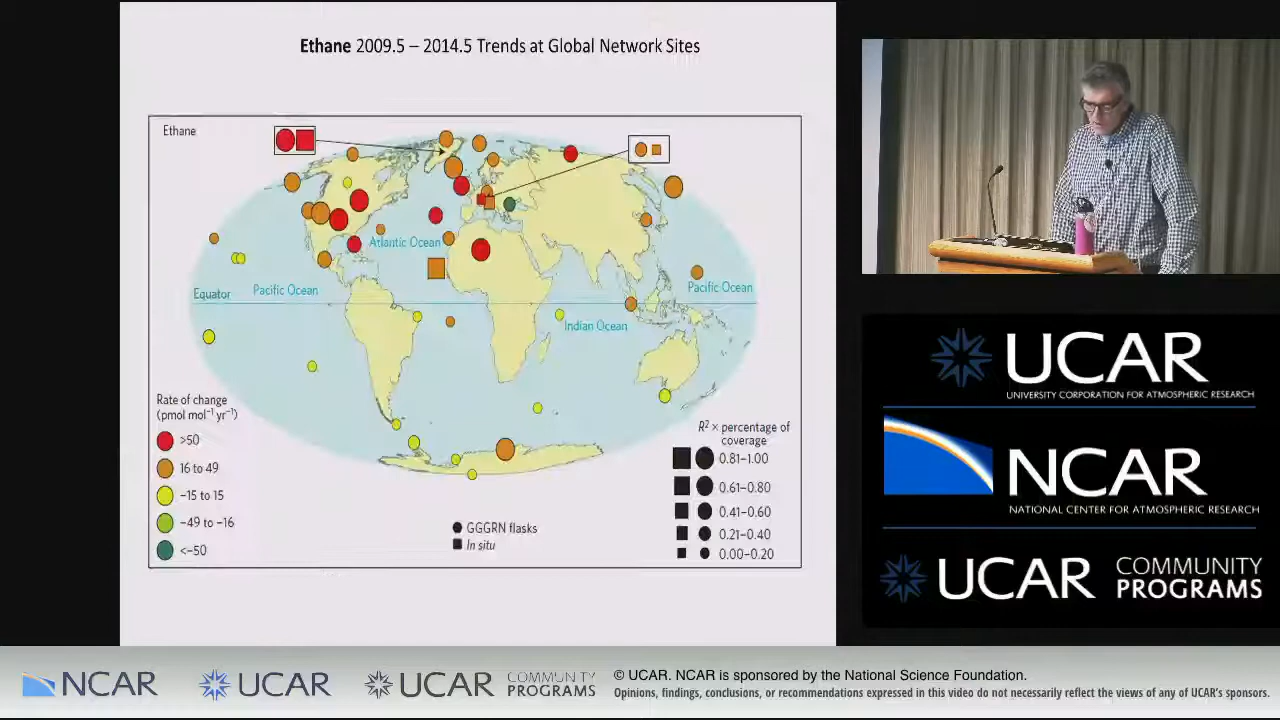 Ethane 2009.5 – 2014.5 Trends at Global Network Sites
Ethane
Atlantic Ocean
Equator
Pacific Ocean
Pacific Ocean
Indian Ocean
Rate of change
(pmol mol⁻¹ yr⁻¹)
>50
16 to 49
−15 to 15
−49 to −16
<−50
GGGRN flasks
In situ
R² × percentage of
coverage
0.81–1.00
0.61–0.80
0.41–0.60
0.21–0.40
0.00–0.20
UCAR
UNIVERSITY CORPORATION FOR ATMOSPHERIC RESEARCH
NCAR
NATIONAL CENTER FOR ATMOSPHERIC RESEARCH
UCAR COMMUNITY
PROGRAMS
NCAR UCAR UCAR COMMUNITY
PROGRAMS
© UCAR. NCAR is sponsored by the National Science Foundation.
Opinions, findings, conclusions, or recommendations expressed in this video do not necessarily reflect the views of any of UCAR's sponsors.